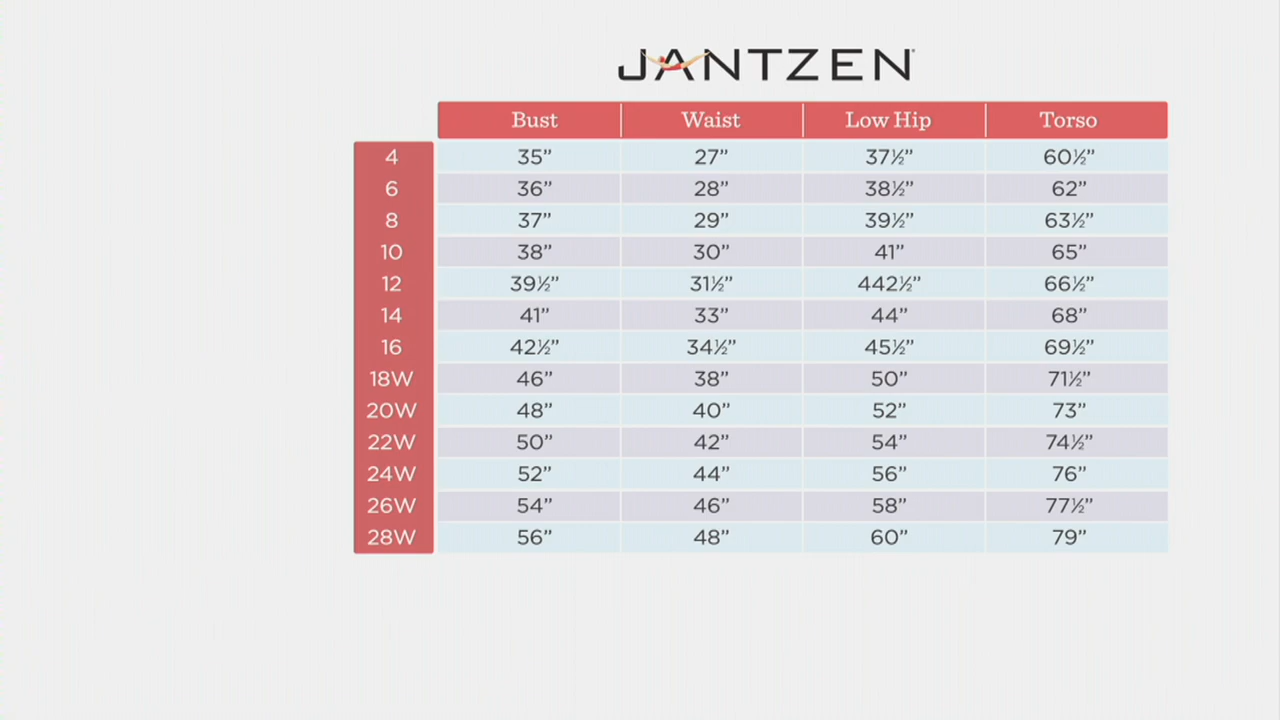 JANTZEN
Bust Waist Low Hip Torso
4 35” 27” 37½” 60½”
6 36” 28” 38½” 62”
8 37” 29” 39½” 63½”
10 38” 30” 41” 65”
12 39½” 31½” 442½” 66½”
14 41” 33” 44” 68”
16 42½” 34½” 45½” 69½”
18W 46” 38” 50” 71½”
20W 48” 40” 52” 73”
22W 50” 42” 54” 74½”
24W 52” 44” 56” 76”
26W 54” 46” 58” 77½”
28W 56” 48” 60” 79”